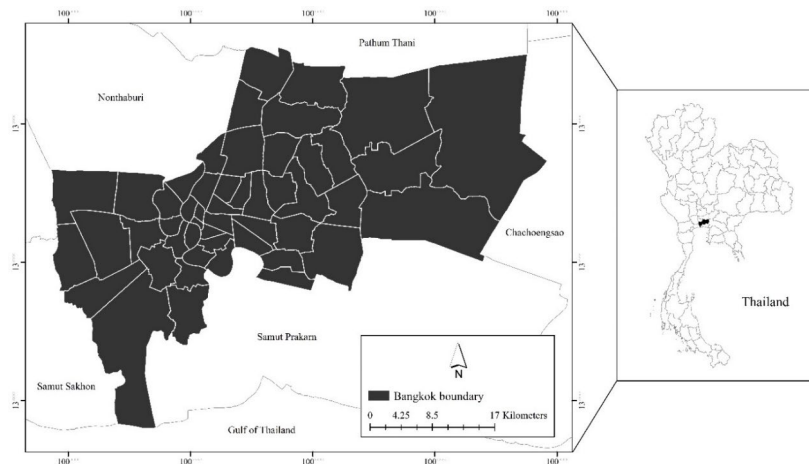 100°'''"
100°'''"
100°'''"
100°'''"
100°'''"
Pathum Thani
Nonthaburi
13°'''"
13°'''"
Chachoengsao
13°'''"
13°'''"
Thailand
Samut Prakarn
N
Samut Sakhon
Bangkok boundary
0 4.25 8.5 17 Kilometers
13°'''"
13°'''"
Gulf of Thailand
100°'''"
100°'''"
100°'''"
100°'''"
100°'''"